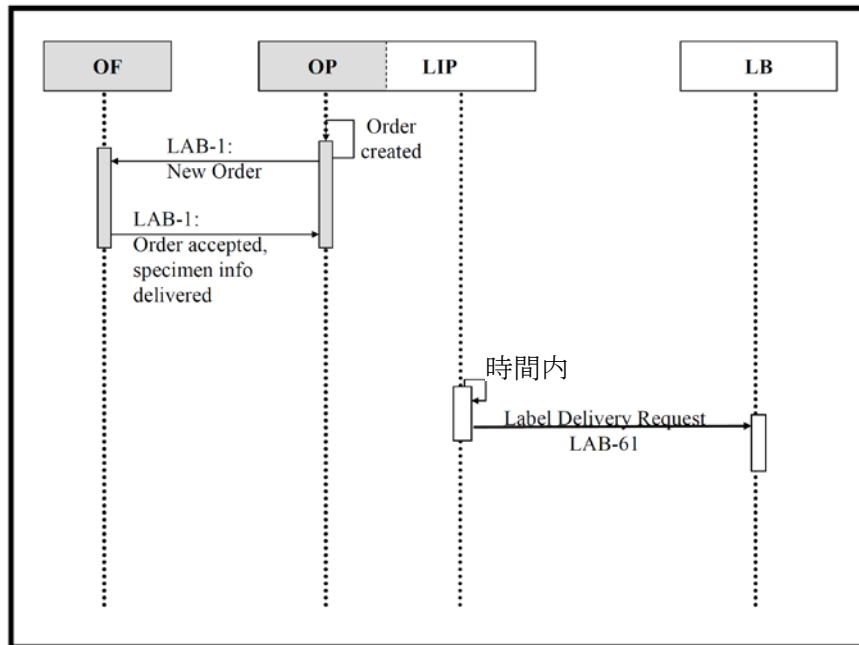 OF
OP
LIP
LB
Order
created
LAB-1:
New Order
LAB-1:
Order accepted,
specimen info
delivered
時間内
Label Delivery Request
LAB-61